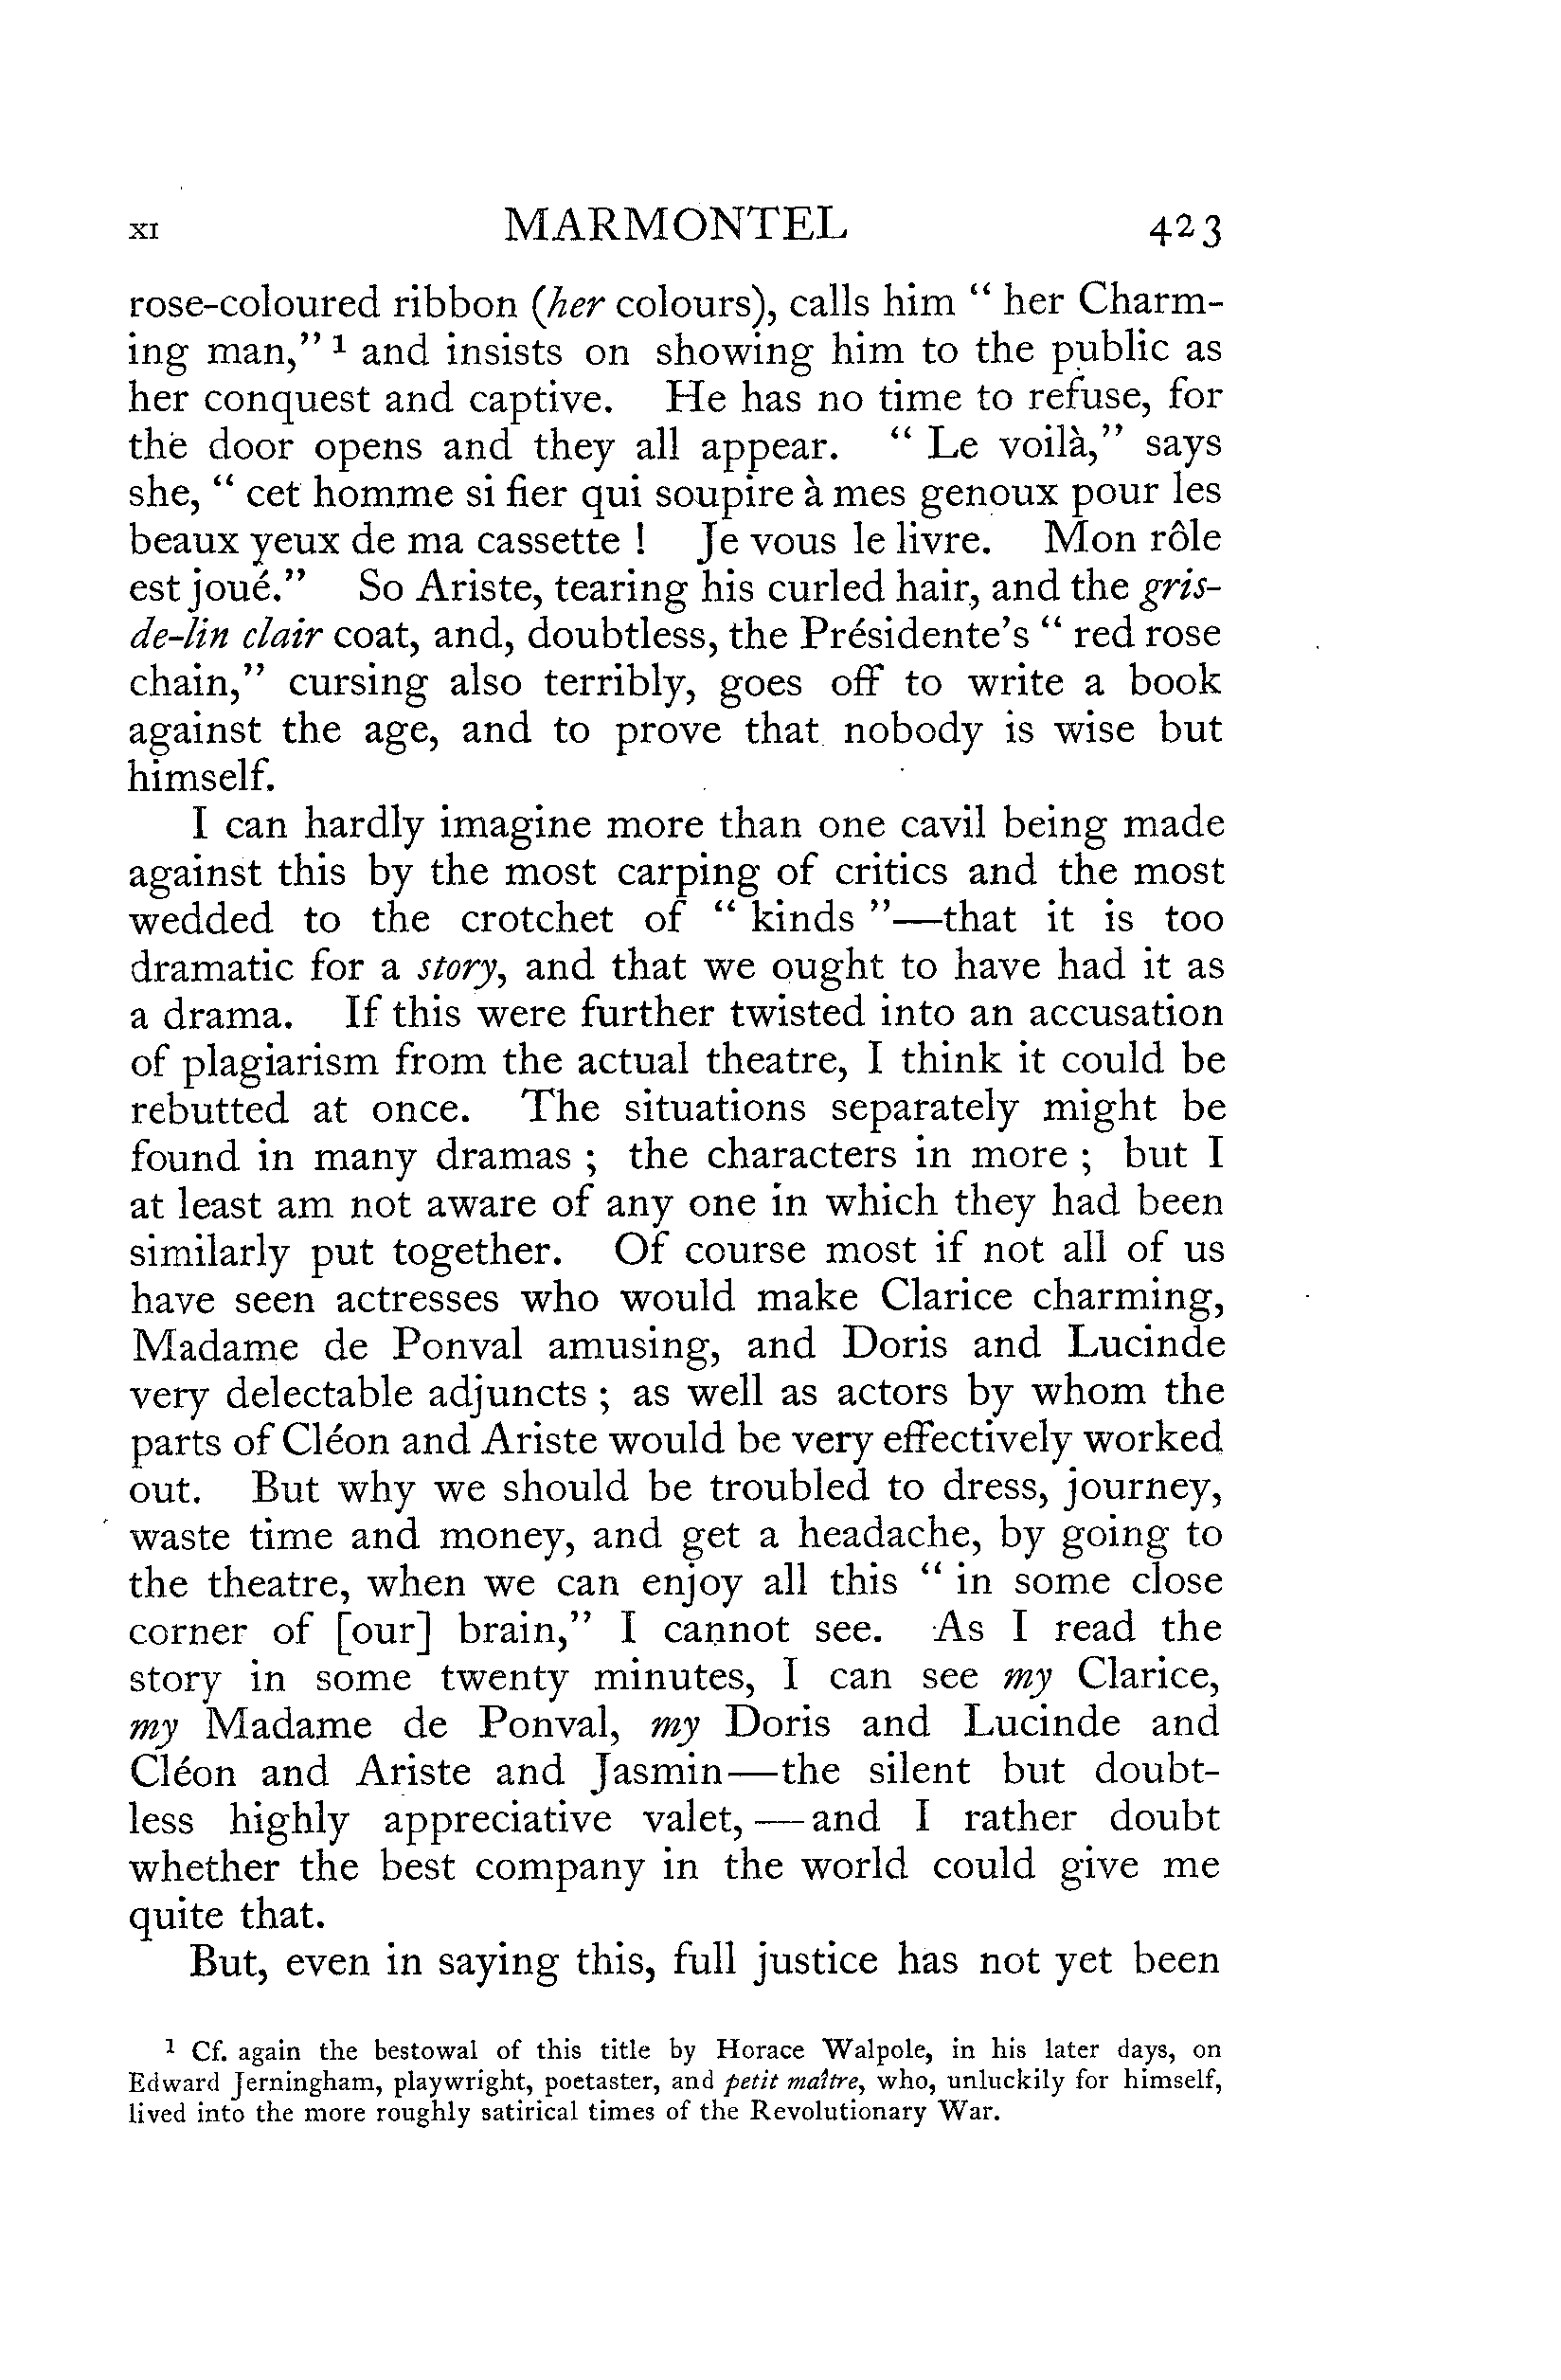 xi MARMONTEL 423
rose-coloured ribbon (her colours), calls him “ her Charm-
ing man,” 1 and insists on showing him to the public as
her conquest and captive. He has no time to refuse, for
the door opens and they all appear. “ Le voilà,” says
she, “ cet homme si fier qui soupire à mes genoux pour les
beaux yeux de ma cassette ! Je vous le livre. Mon rôle
est joué.” So Ariste, tearing his curled hair, and the gris-
de-lin clair coat, and, doubtless, the Présidente’s “ red rose
chain,” cursing also terribly, goes off to write a book
against the age, and to prove that nobody is wise but
himself.
I can hardly imagine more than one cavil being made
against this by the most carping of critics and the most
wedded to the crotchet of “ kinds ”—that it is too
dramatic for a story, and that we ought to have had it as
a drama. If this were further twisted into an accusation
of plagiarism from the actual theatre, I think it could be
rebutted at once. The situations separately might be
found in many dramas ; the characters in more ; but I
at least am not aware of any one in which they had been
similarly put together. Of course most if not all of us
have seen actresses who would make Clarice charming,
Madame de Ponval amusing, and Doris and Lucinde
very delectable adjuncts ; as well as actors by whom the
parts of Cléon and Ariste would be very effectively worked
out. But why we should be troubled to dress, journey,
waste time and money, and get a headache, by going to
the theatre, when we can enjoy all this “ in some close
corner of [our] brain,” I cannot see. As I read the
story in some twenty minutes, I can see my Clarice,
my Madame de Ponval, my Doris and Lucinde and
Cléon and Ariste and Jasmin—the silent but doubt-
less highly appreciative valet,—and I rather doubt
whether the best company in the world could give me
quite that.
But, even in saying this, full justice has not yet been
1 Cf. again the bestowal of this title by Horace Walpole, in his later days, on
Edward Jerningham, playwright, poetaster, and petit maître, who, unluckily for himself,
lived into the more roughly satirical times of the Revolutionary War.